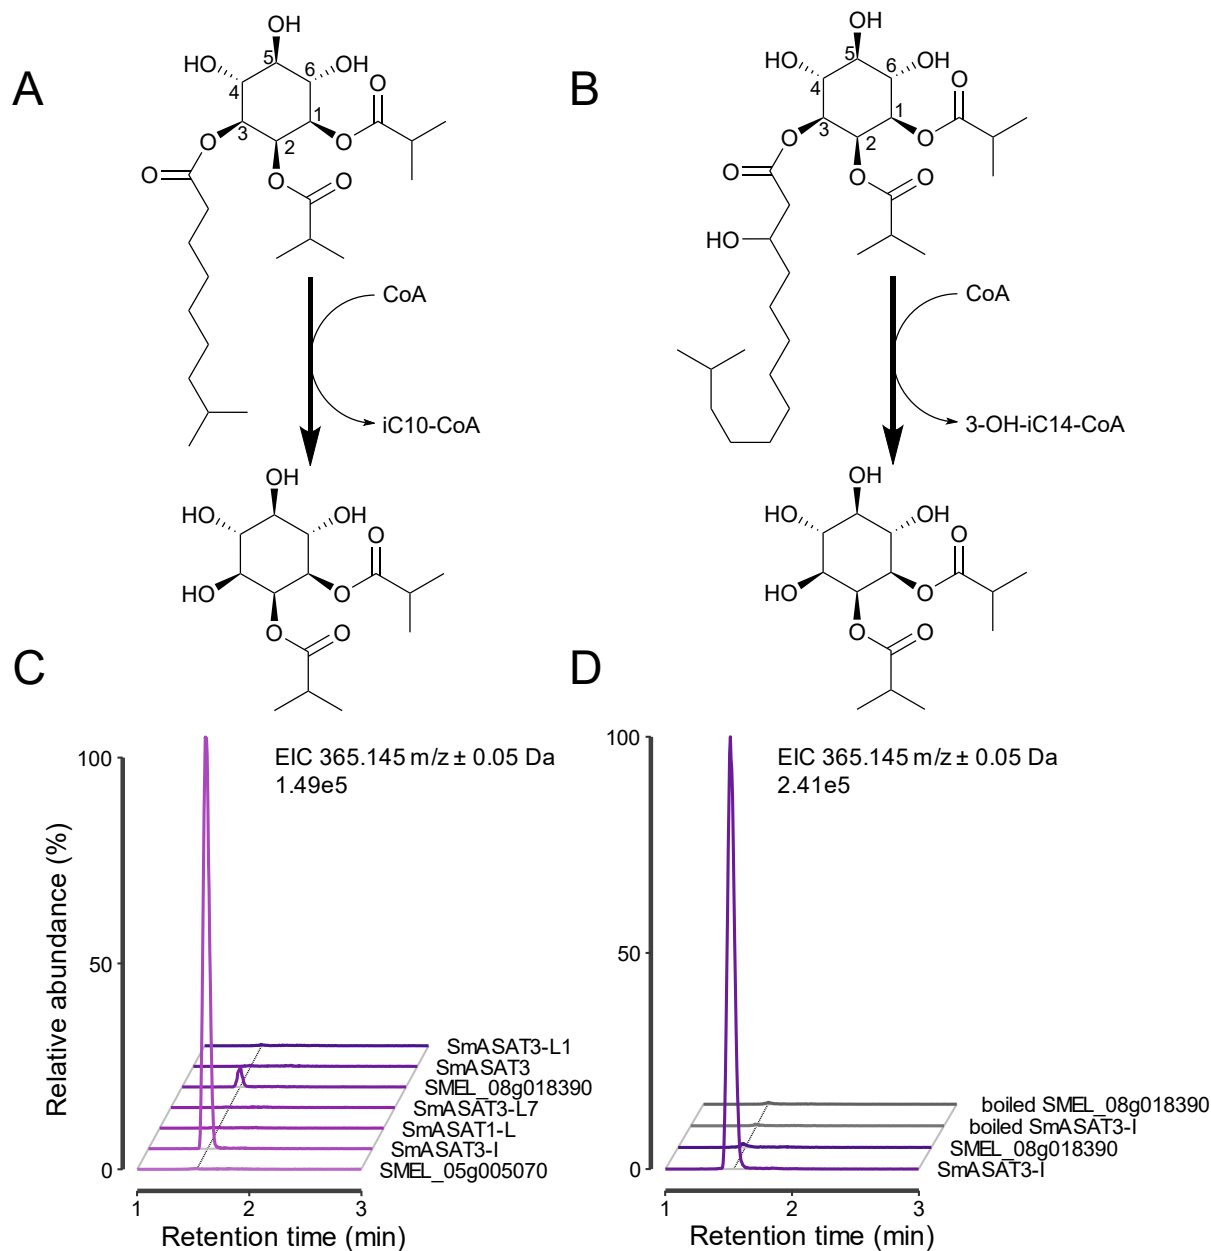 A
OH
HO
5
6
OH
4
3
2
1
O
O
O
O
O
O
CoA
iC10-CoA
OH
HO
OH
HO
O
O
O
O
B
OH
HO
5
6
OH
4
3
2
1
O
O
O
O
O
O
HO
CoA
3-OH-iC14-CoA
OH
HO
OH
HO
O
O
O
O
C
EIC 365.145 m/z ± 0.05 Da
1.49e5
Relative abundance (%)
100
50
0
SmASAT3-L1
SmASAT3
SMEL_08g018390
SmASAT3-L7
SmASAT1-L
SmASAT3-I
SMEL_05g005070
1
2
3
Retention time (min)
D
EIC 365.145 m/z ± 0.05 Da
2.41e5
100
50
0
boiled SMEL_08g018390
boiled SmASAT3-I
SMEL_08g018390
SmASAT3-I
1
2
3
Retention time (min)